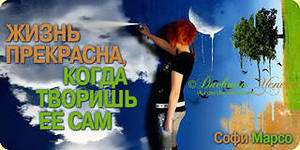 ЖИЗНЬ
ПРЕКРАСНА,
КОГДА
ТВОРИШЬ
ЕЁ САМ
©
Софи Марсо